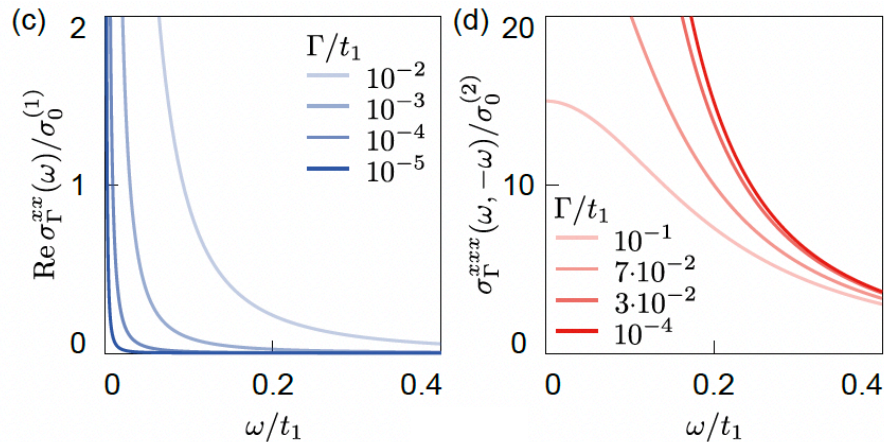 (c)
2
1
0
Re σ_Γ^{xx}(ω)/σ_0^{(1)}
Γ/t₁
10⁻²
10⁻³
10⁻⁴
10⁻⁵
0 0.2 0.4
ω/t₁
(d)
20
10
0
σ_Γ^{xxx}(ω, −ω)/σ_0^{(2)}
Γ/t₁
10⁻¹
7·10⁻²
3·10⁻²
10⁻⁴
0 0.2 0.4
ω/t₁